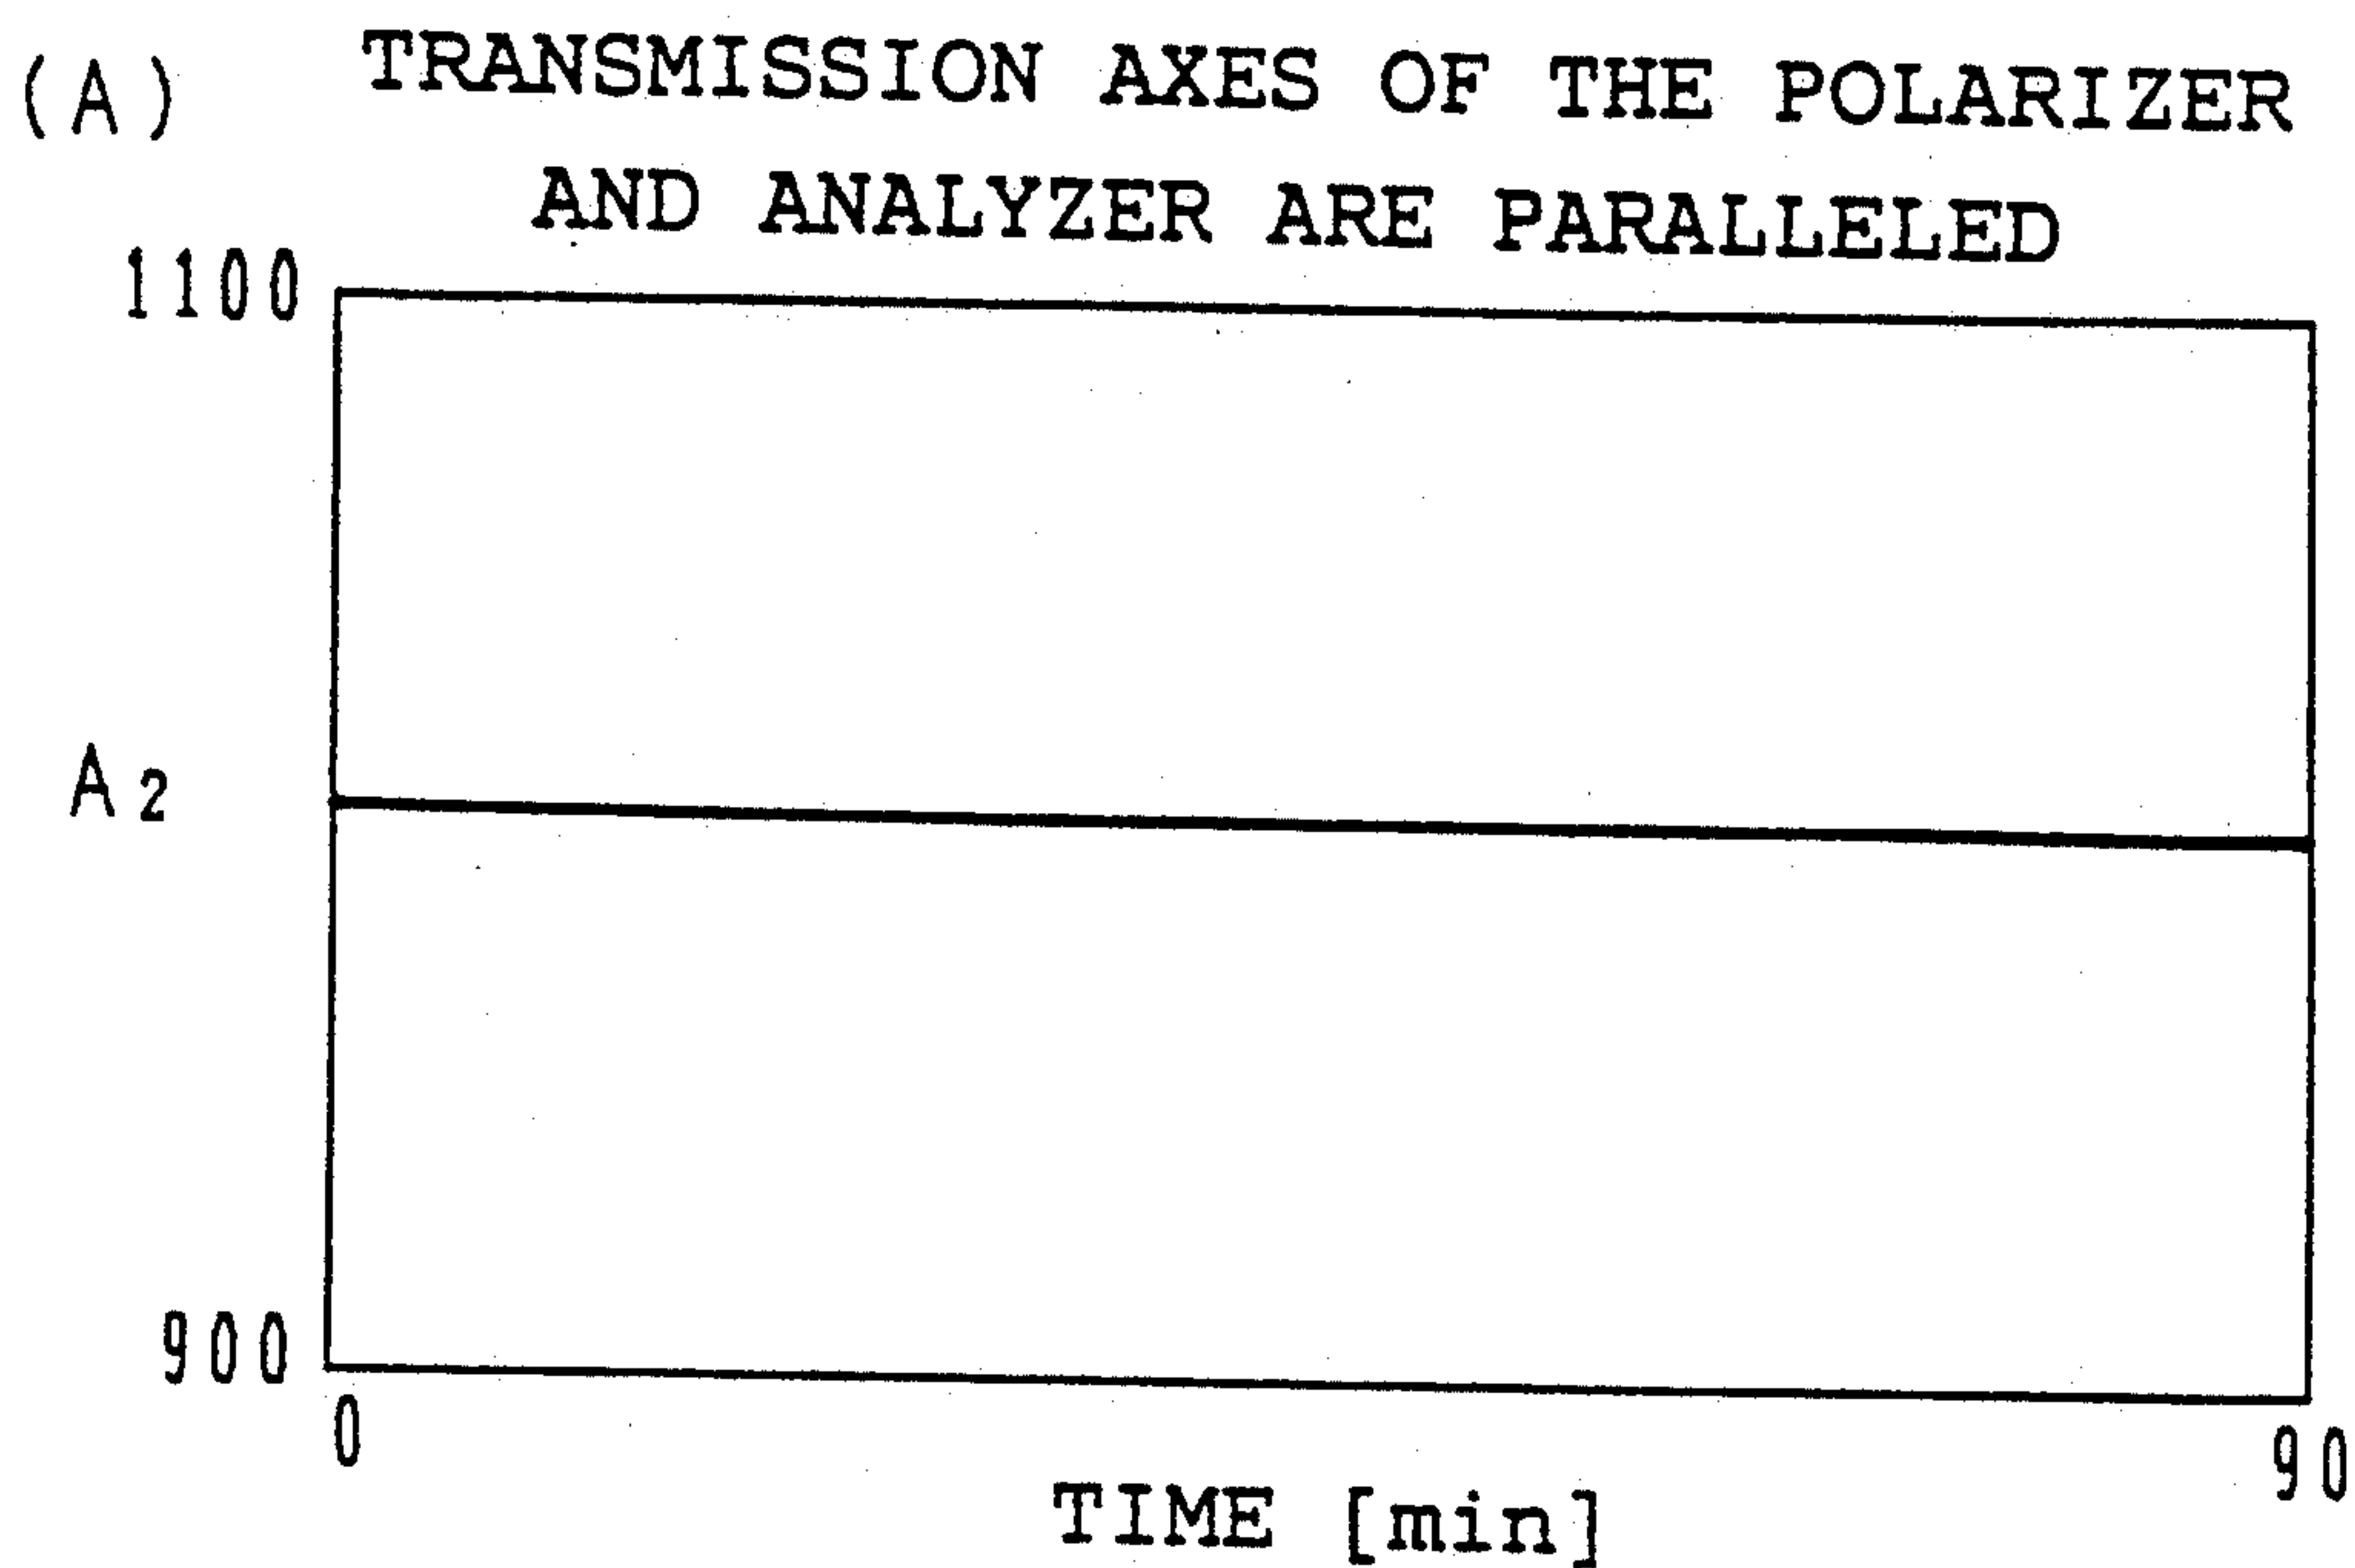 (A) TRANSMISSION AXES OF THE POLARIZER
AND ANALYZER ARE PARALLELED
1100
A2
900
0
90
TIME [min]